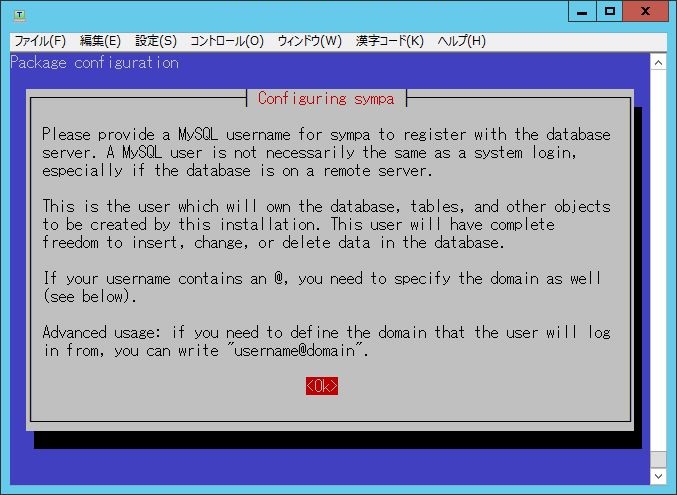 ファイル(F) 編集(E) 設定(S) コントロール(O) ウィンドウ(W) 漢字コード(K) ヘルプ(H)
Package configuration
Configuring sympa
Please provide a MySQL username for sympa to register with the database
server. A MySQL user is not necessarily the same as a system login,
especially if the database is on a remote server.
This is the user which will own the database, tables, and other objects
to be created by this installation. This user will have complete
freedom to insert, change, or delete data in the database.
If your username contains an @, you need to specify the domain as well
(see below).
Advanced usage: if you need to define the domain that the user will log
in from, you can write "username@domain".
<Ok>